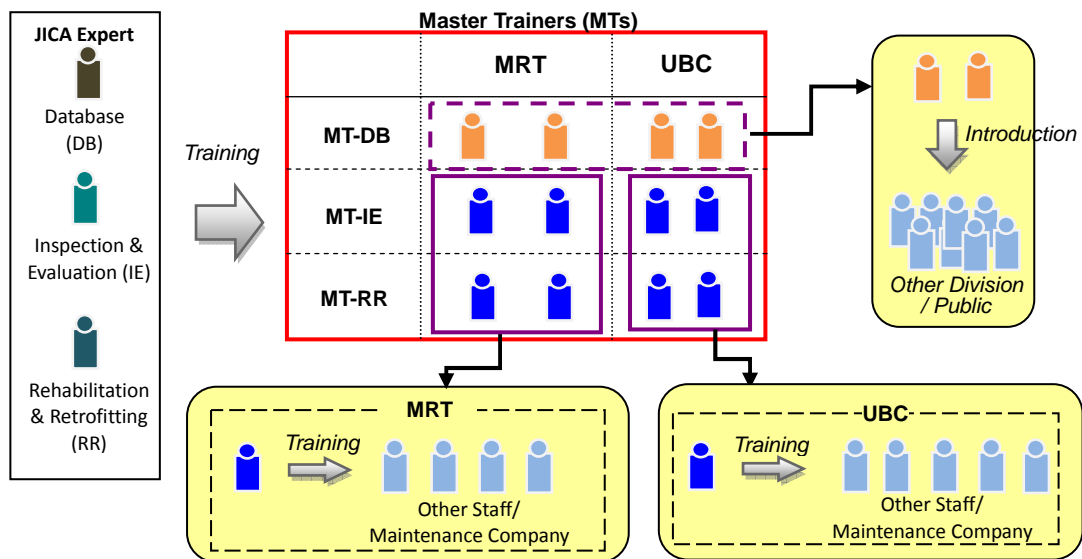 JICA Expert
Database
(DB)
Inspection &
Evaluation (IE)
Rehabilitation
& Retrofitting
(RR)
Training
Master Trainers (MTs)
MRT
UBC
MT-DB
MT-IE
MT-RR
Introduction
Other Division
/ Public
MRT
Training
Other Staff/
Maintenance Company
UBC
Training
Other Staff/
Maintenance Company